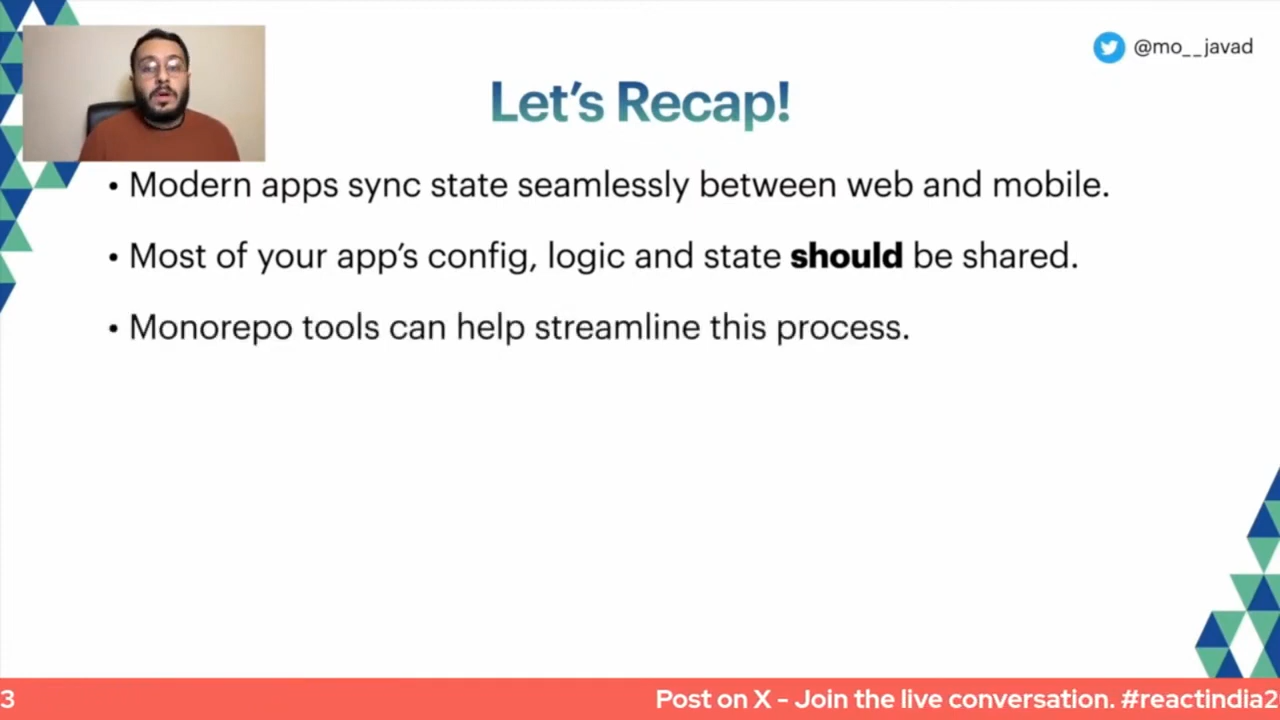 @mo__javad
Let's Recap!
• Modern apps sync state seamlessly between web and mobile.
• Most of your app's config, logic and state should be shared.
• Monorepo tools can help streamline this process.
3
Post on X - Join the live conversation. #reactindia2